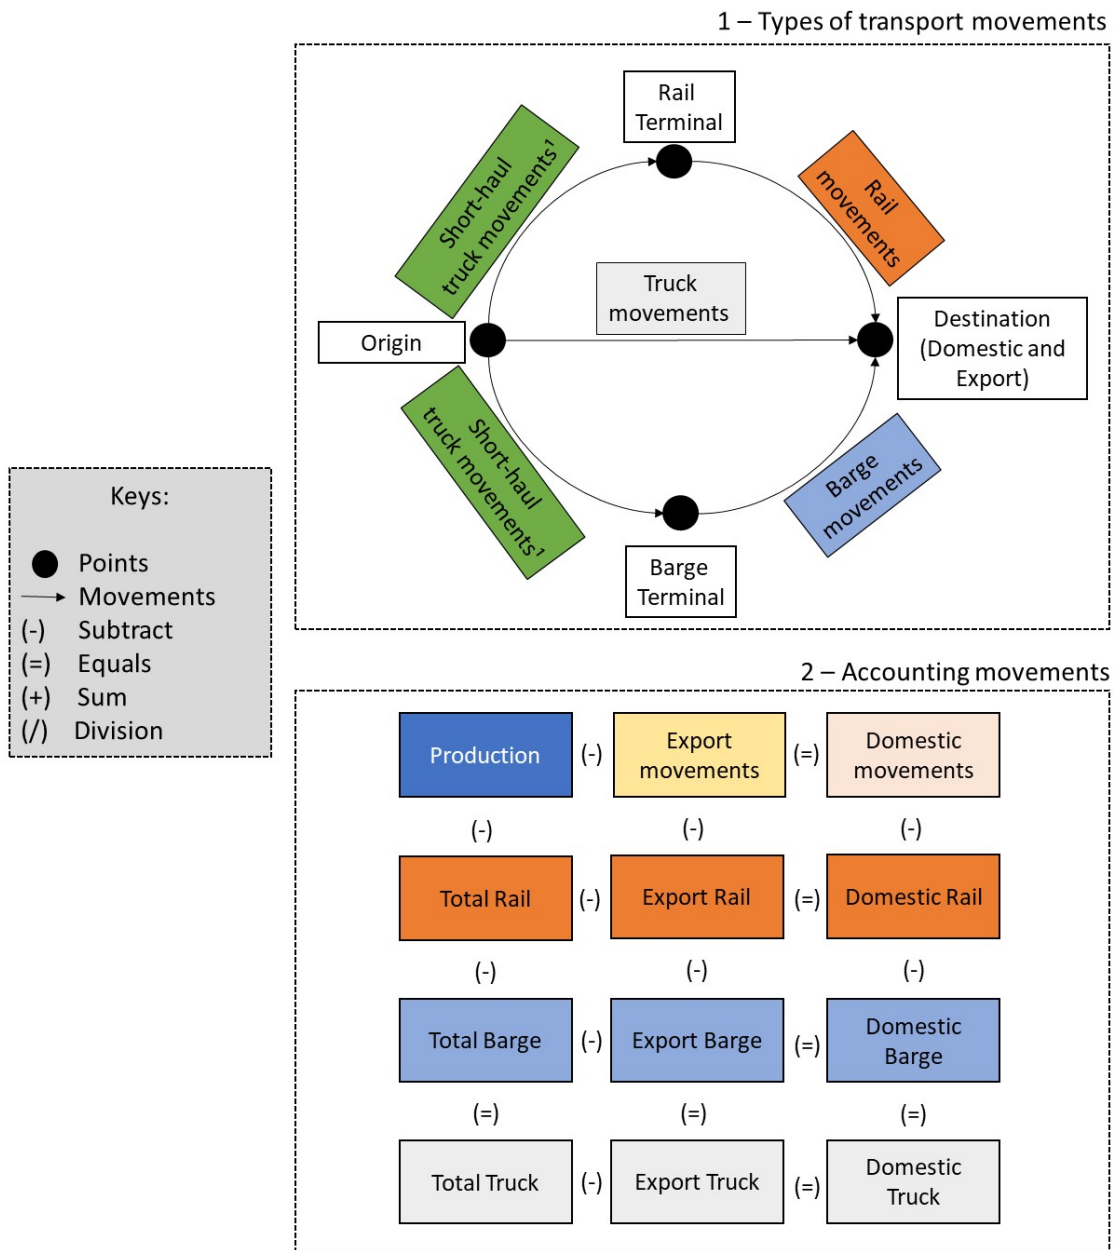 1 – Types of transport movements
Rail
Terminal
Short-haul
truck movements¹
Rail
movements
Truck
movements
Origin
Destination
(Domestic and
Export)
Short-haul
truck movements¹
Barge
movements
Barge
Terminal
Keys:
Points
Movements
(-) Subtract
(=) Equals
(+) Sum
(/) Division
2 – Accounting movements
Production (-) Export movements (=) Domestic movements
(-) (-) (-)
Total Rail (-) Export Rail (=) Domestic Rail
(-) (-) (-)
Total Barge (-) Export Barge (=) Domestic Barge
(=) (=) (=)
Total Truck (-) Export Truck (=) Domestic Truck